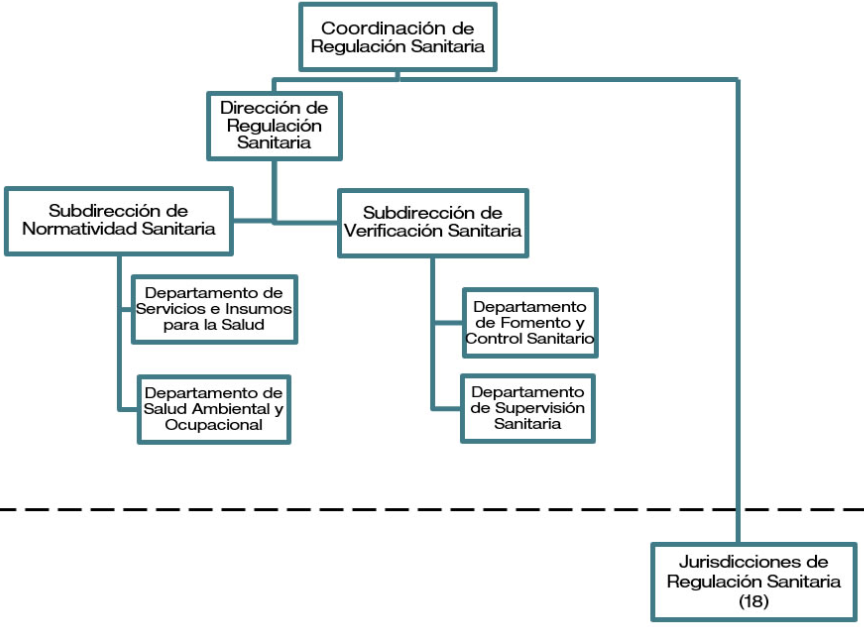 Coordinación de
Regulación Sanitaria
Dirección de
Regulación
Sanitaria
Subdirección de
Normatividad Sanitaria
Subdirección de
Verificación Sanitaria
Departamento de
Servicios e Insumos
para la Salud
Departamento
de Fomento y
Control Sanitario
Departamento de
Salud Ambiental y
Ocupacional
Departamento
de Supervisión
Sanitaria
Jurisdicciones de
Regulación Sanitaria
(18)